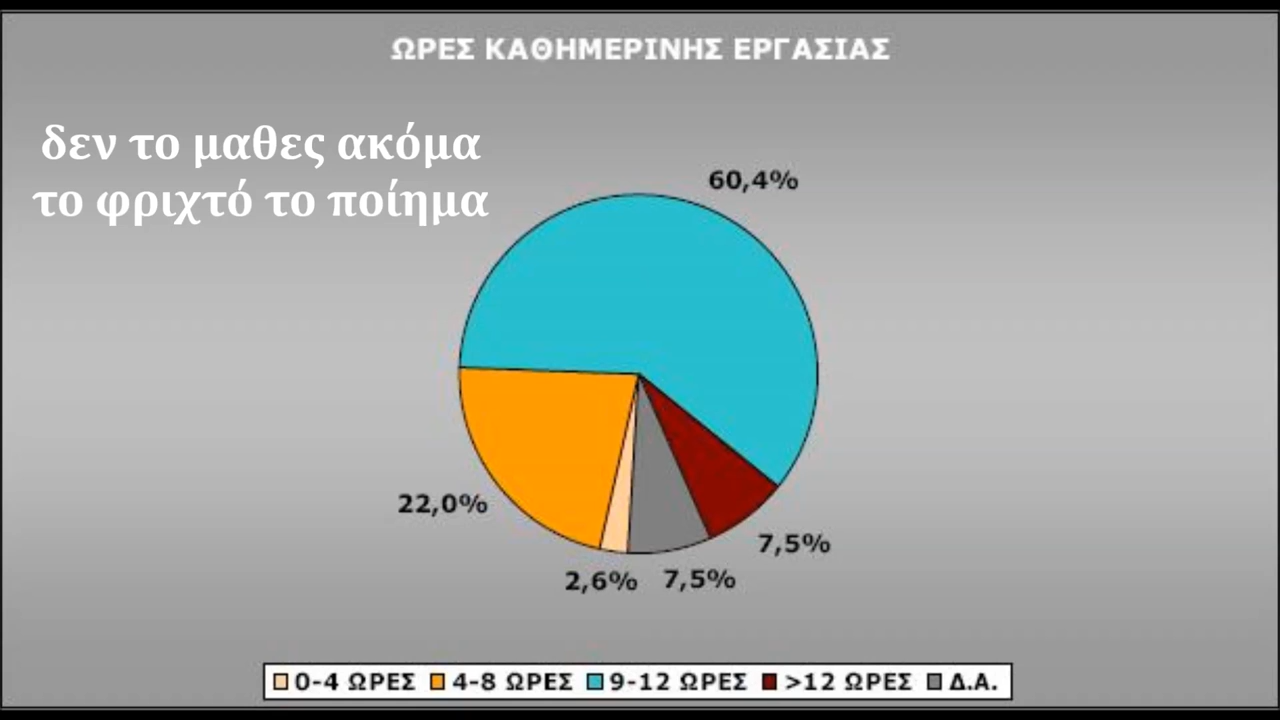 ΩΡΕΣ ΚΑΘΗΜΕΡΙΝΗΣ ΕΡΓΑΣΙΑΣ
δεν το μαθες ακόμα
το φριχτό το ποίημα
60,4%
22,0%
7,5%
2,6% 7,5%
0-4 ΩΡΕΣ 4-8 ΩΡΕΣ 9-12 ΩΡΕΣ >12 ΩΡΕΣ Δ.Α.